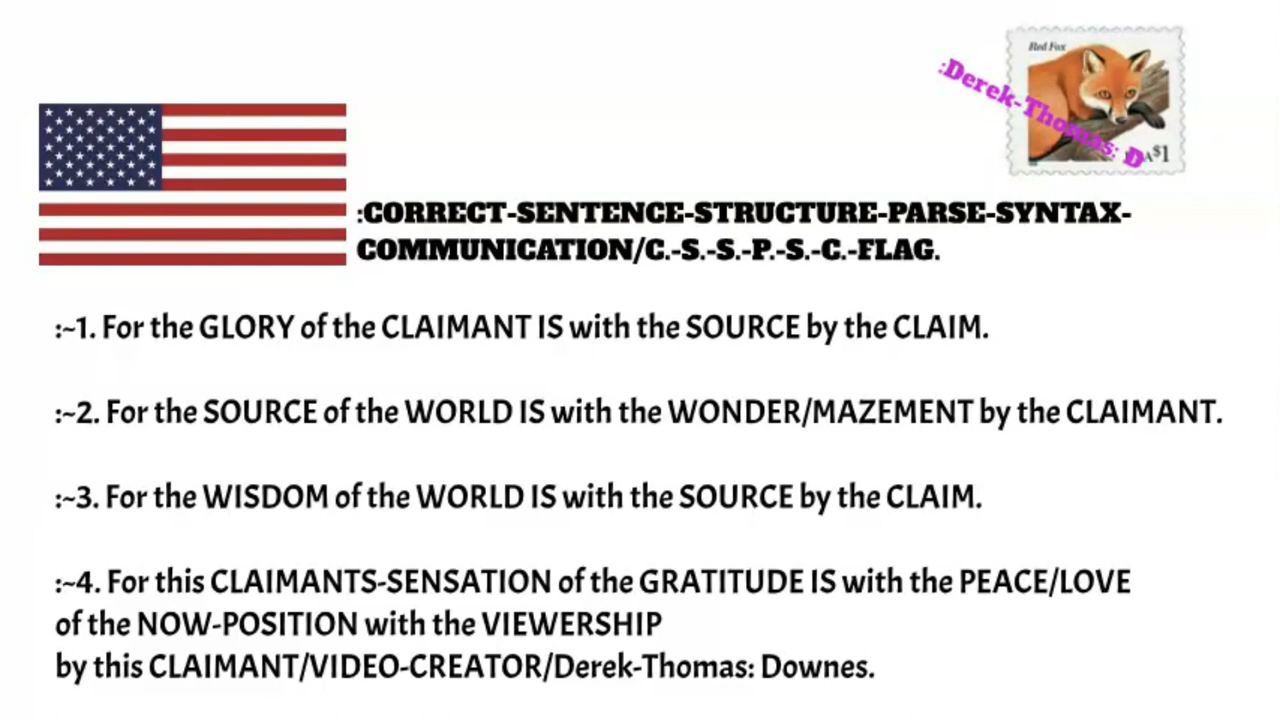 Red Fox
:Derek-Thomas: D
A$1
:CORRECT-SENTENCE-STRUCTURE-PARSE-SYNTAX-
COMMUNICATION/C.-S.-S.-P.-S.-C.-FLAG.
:~1. For the GLORY of the CLAIMANT IS with the SOURCE by the CLAIM.
:~2. For the SOURCE of the WORLD IS with the WONDER/MAZEMENT by the CLAIMANT.
:~3. For the WISDOM of the WORLD IS with the SOURCE by the CLAIM.
:~4. For this CLAIMANTS-SENSATION of the GRATITUDE IS with the PEACE/LOVE
of the NOW-POSITION with the VIEWERSHIP
by this CLAIMANT/VIDEO-CREATOR/Derek-Thomas: Downes.